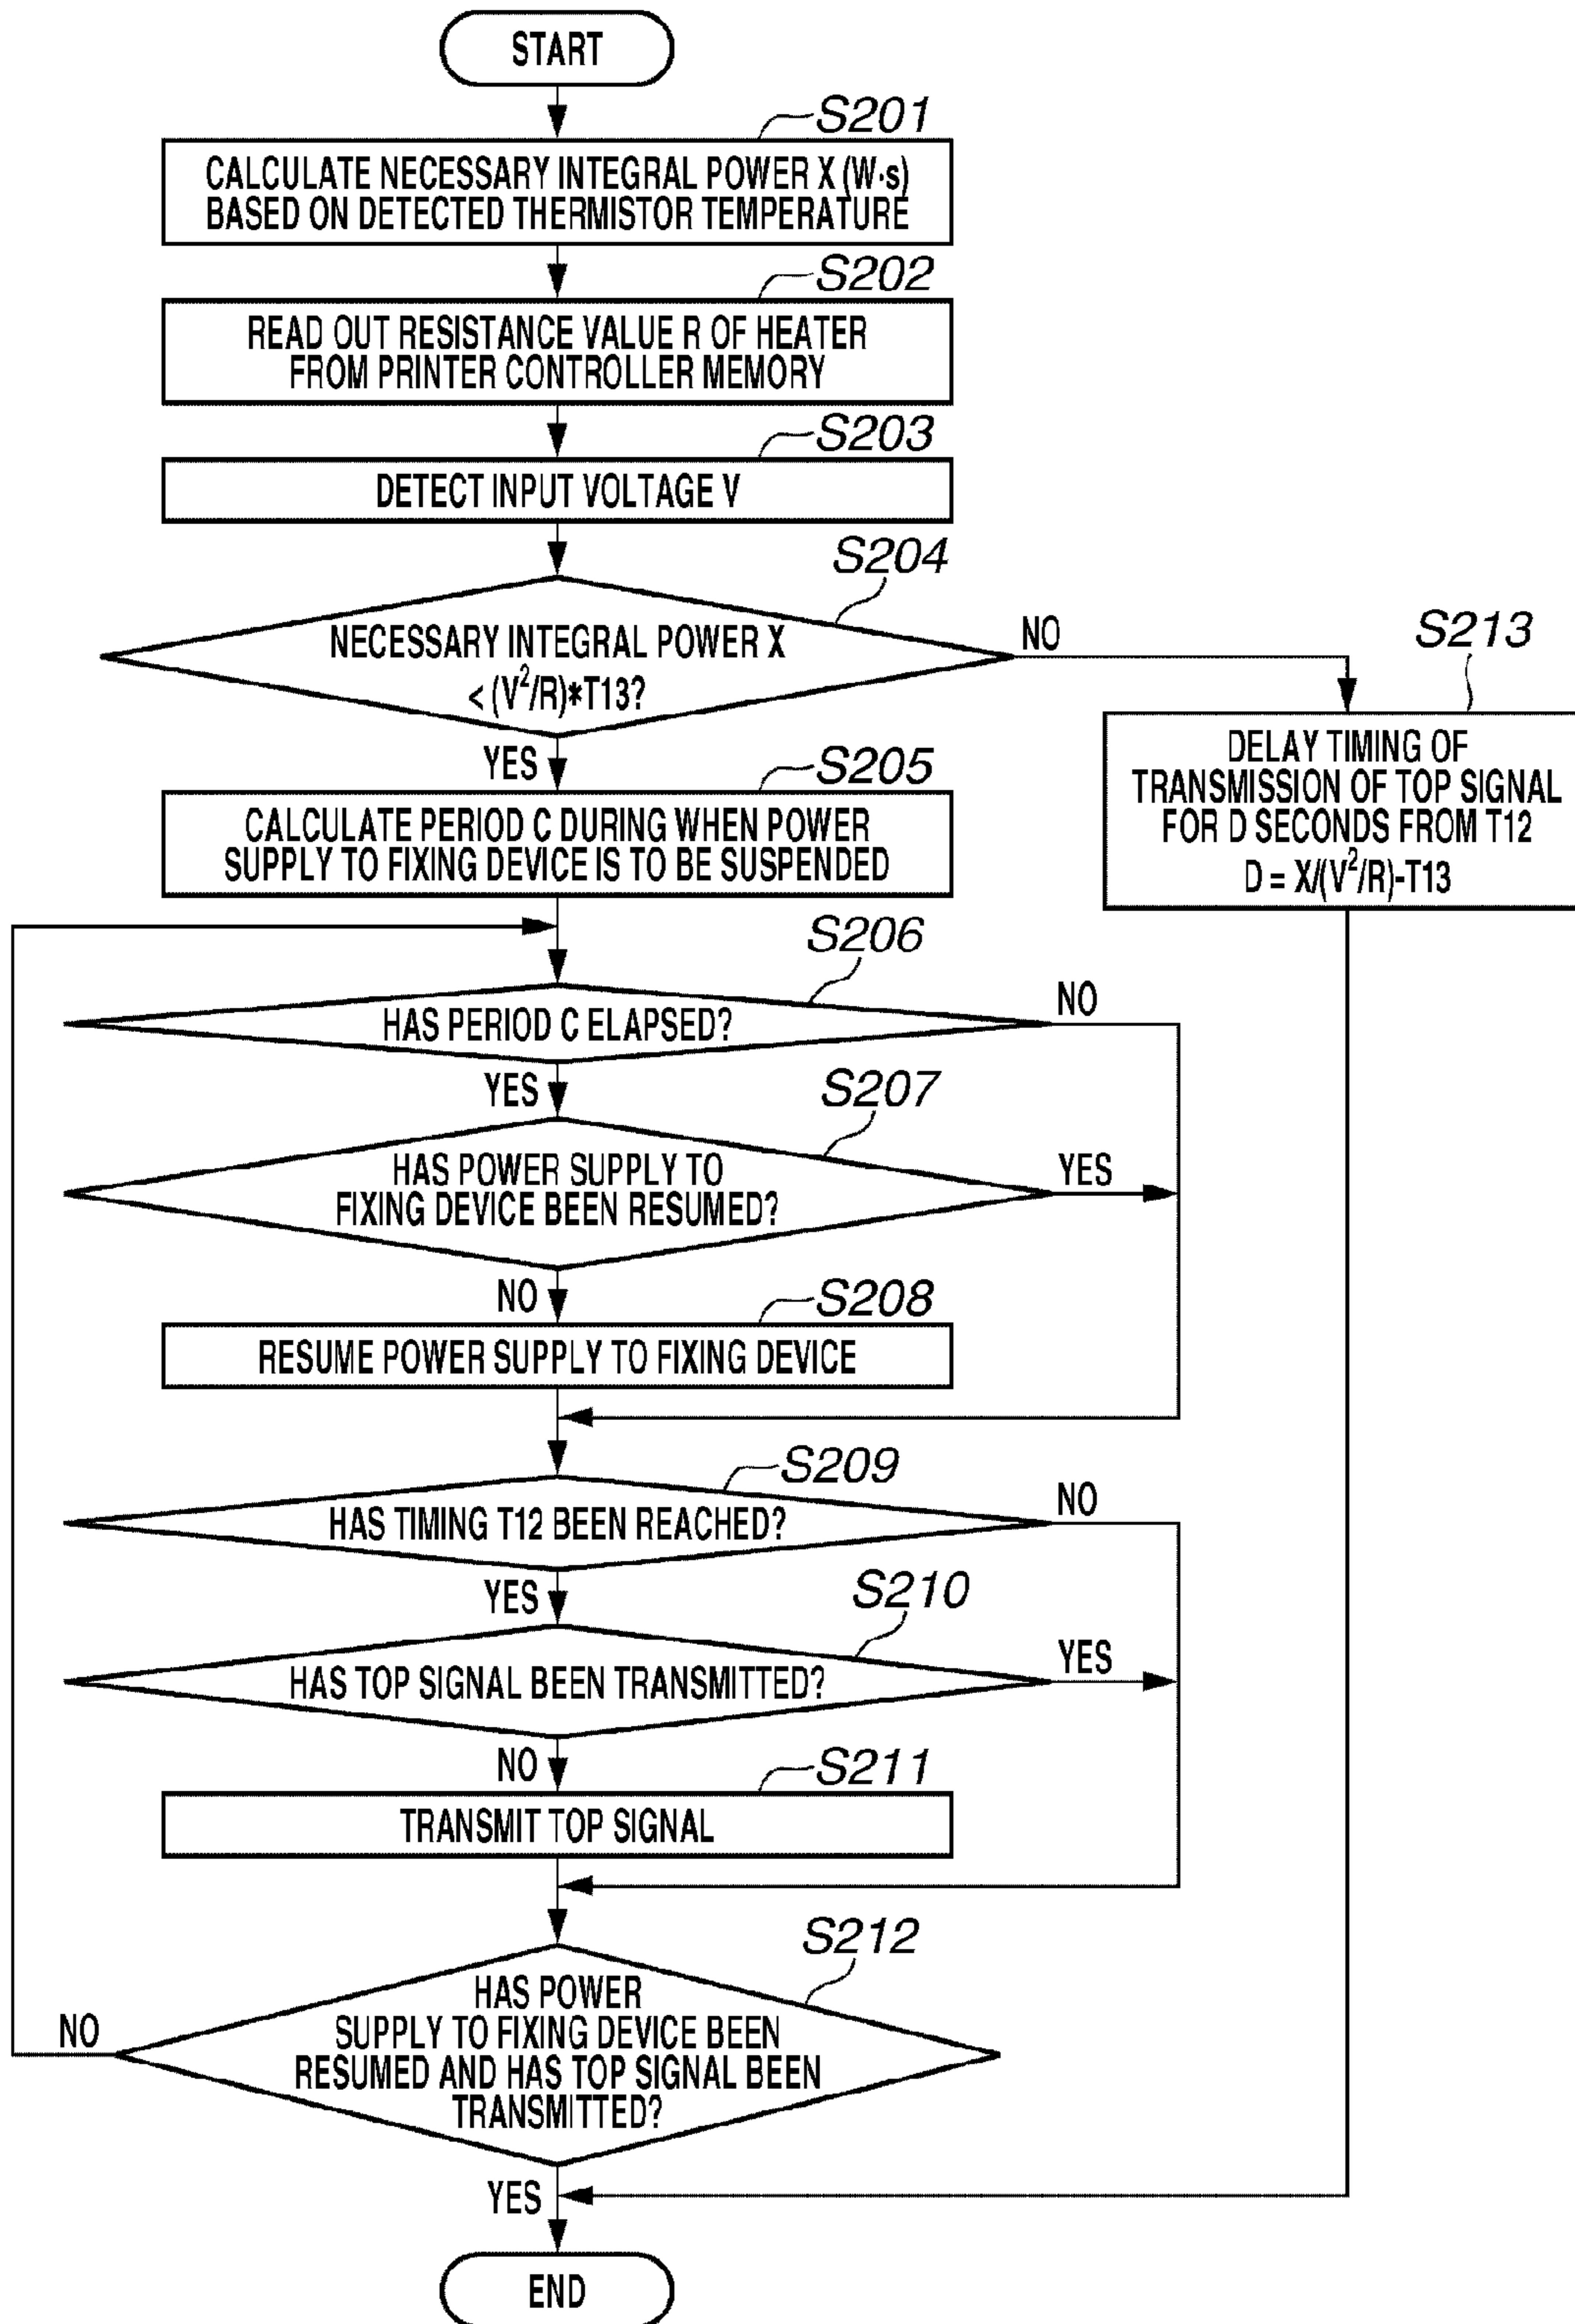 START
S201
CALCULATE NECESSARY INTEGRAL POWER X (W·s)
BASED ON DETECTED THERMISTOR TEMPERATURE
S202
READ OUT RESISTANCE VALUE R OF HEATER
FROM PRINTER CONTROLLER MEMORY
S203
DETECT INPUT VOLTAGE V
S204
NECESSARY INTEGRAL POWER X
< (V²/R)*T13?
NO
YES
S213
DELAY TIMING OF
TRANSMISSION OF TOP SIGNAL
FOR D SECONDS FROM T12
D = X/(V²/R)-T13
S205
CALCULATE PERIOD C DURING WHEN POWER
SUPPLY TO FIXING DEVICE IS TO BE SUSPENDED
S206
HAS PERIOD C ELAPSED?
NO
YES
S207
HAS POWER SUPPLY TO
FIXING DEVICE BEEN RESUMED?
YES
NO
S208
RESUME POWER SUPPLY TO FIXING DEVICE
S209
HAS TIMING T12 BEEN REACHED?
NO
YES
S210
HAS TOP SIGNAL BEEN TRANSMITTED?
YES
NO
S211
TRANSMIT TOP SIGNAL
S212
HAS POWER
SUPPLY TO FIXING DEVICE BEEN
RESUMED AND HAS TOP SIGNAL BEEN
TRANSMITTED?
NO
YES
END